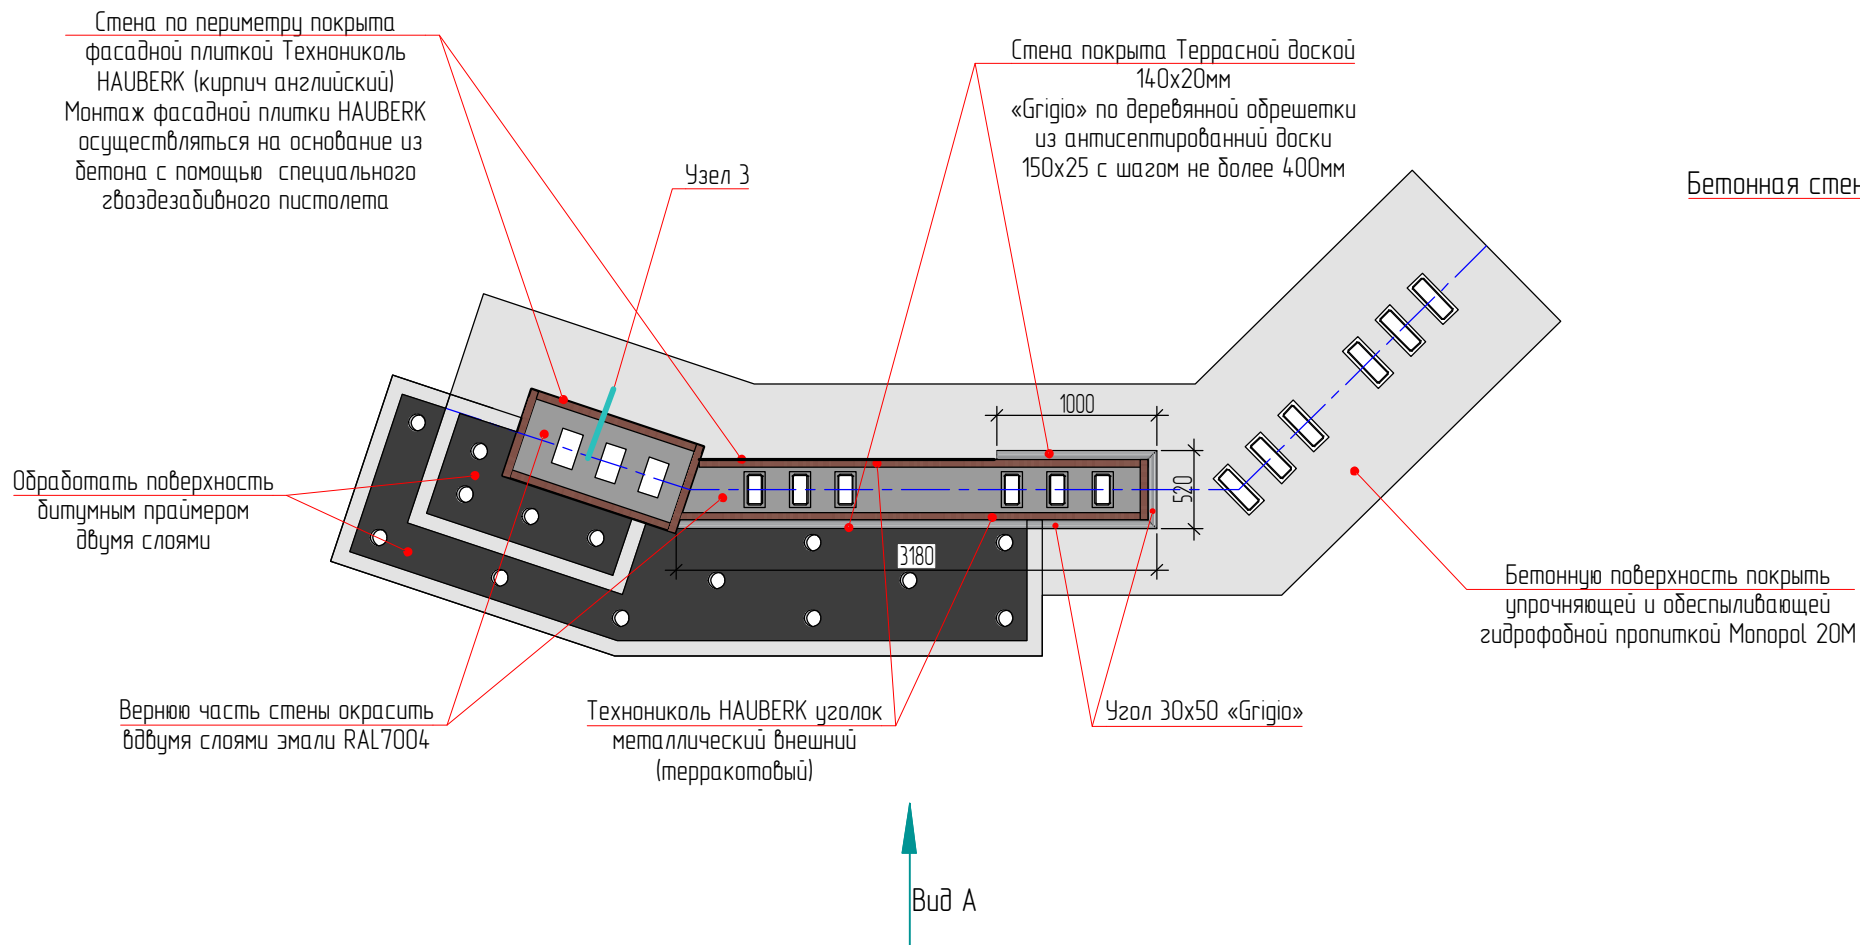 Стена по периметру покрыта
фасадной плиткой Технониколь
HAUBERK (кирпич английский)
Монтаж фасадной плитки HAUBERK
осуществляться на основание из
бетона с помощью специального
гвоздезабивного пистолета
Стена покрыта Террасной доской
140х20мм
«Grigio» по деревянной обрешетки
из антисептированний доски
150х25 с шагом не более 400мм
Узел 3
Бетонная стен
1000
520
3180
Обработать поверхность
битумным праймером
двумя слоями
Бетонную поверхность покрыть
упрочняющей и обеспыливающей
гидрофобной пропиткой Monopol 20M
Вернюю часть стены окрасить
вдвумя слоями эмали RAL7004
Технониколь HAUBERK уголок
металлический внешний
(терракотовый)
Угол 30х50 «Grigio»
Вид А